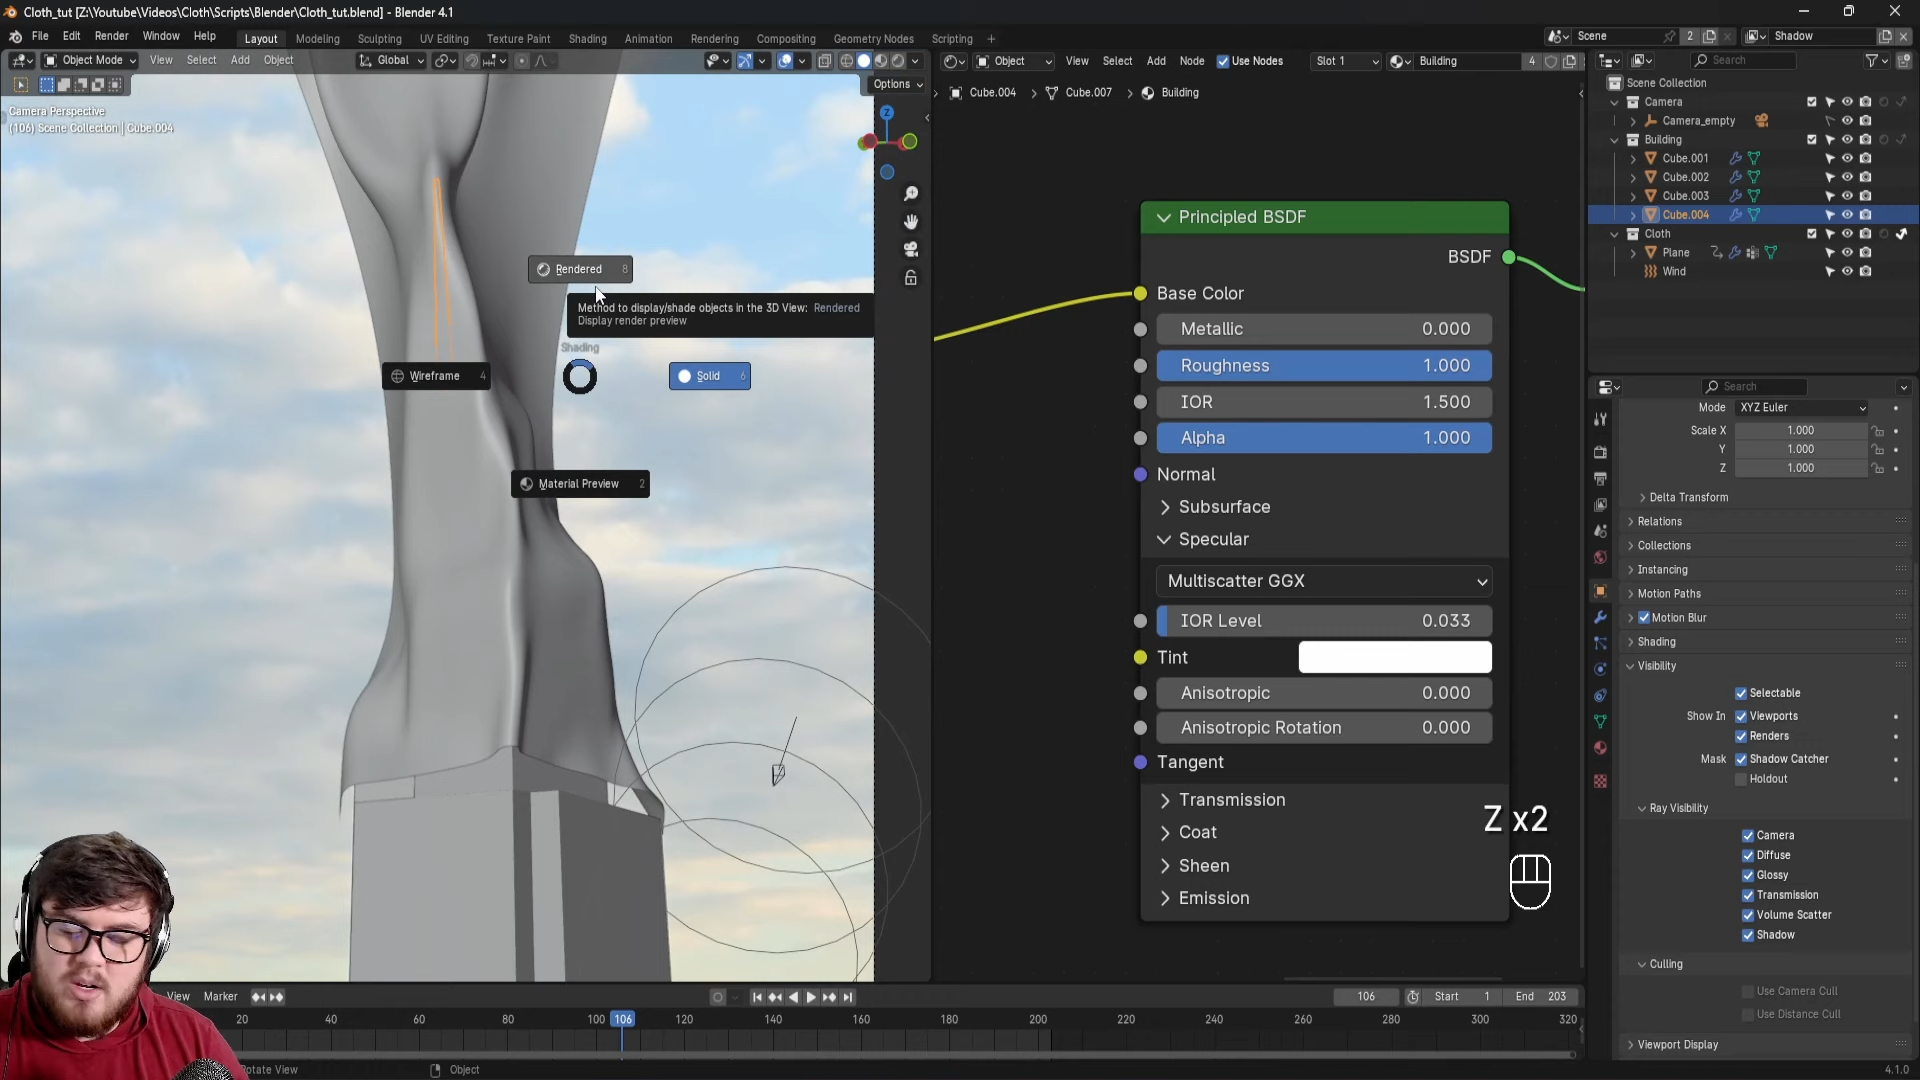 Cloth_tut [Z:\Youtube\Videos\Cloth\Scripts\Blender\Cloth_tut.blend] - Blender 4.1
File Edit Render Window Help Layout Modeling Sculpting UV Editing Texture Paint Shading Animation Rendering Compositing Geometry Nodes Scripting + Scene 2 Shadow
Object Mode View Select Add Object Global Object View Select Add Node Use Nodes Slot 1 Building 4 Search
Options
Camera Perspective
(106) Scene Collection | Cube.004
Z
Cube.004 Cube.007 Building
Rendered 8
Method to display/shade objects in the 3D View: Rendered
Display render preview
Shading
Wireframe 4
Solid 6
Material Preview 2
Principled BSDF
BSDF
Base Color
Metallic 0.000
Roughness 1.000
IOR 1.500
Alpha 1.000
Normal
Subsurface
Specular
Multiscatter GGX
IOR Level 0.033
Tint
Anisotropic 0.000
Anisotropic Rotation 0.000
Tangent
Transmission
Coat
Sheen
Emission
Z x2
Scene Collection
Camera
Camera_empty
Building
Cube.001
Cube.002
Cube.003
Cube.004
Cloth
Plane
Wind
Search
Mode XYZ Euler
Scale X 1.000
Y 1.000
Z 1.000
Delta Transform
Relations
Collections
Instancing
Motion Paths
Motion Blur
Shading
Visibility
Selectable
Show In Viewports
Renders
Mask Shadow Catcher
Holdout
Ray Visibility
Camera
Diffuse
Glossy
Transmission
Volume Scatter
Shadow
Culling
Use Camera Cull
Use Distance Cull
Viewport Display
View Marker 106 Start 1 End 203
20 40 60 80 100 106 120 140 160 180 200 220 240 260 280 300 320
Rotate View Object 4.1.0